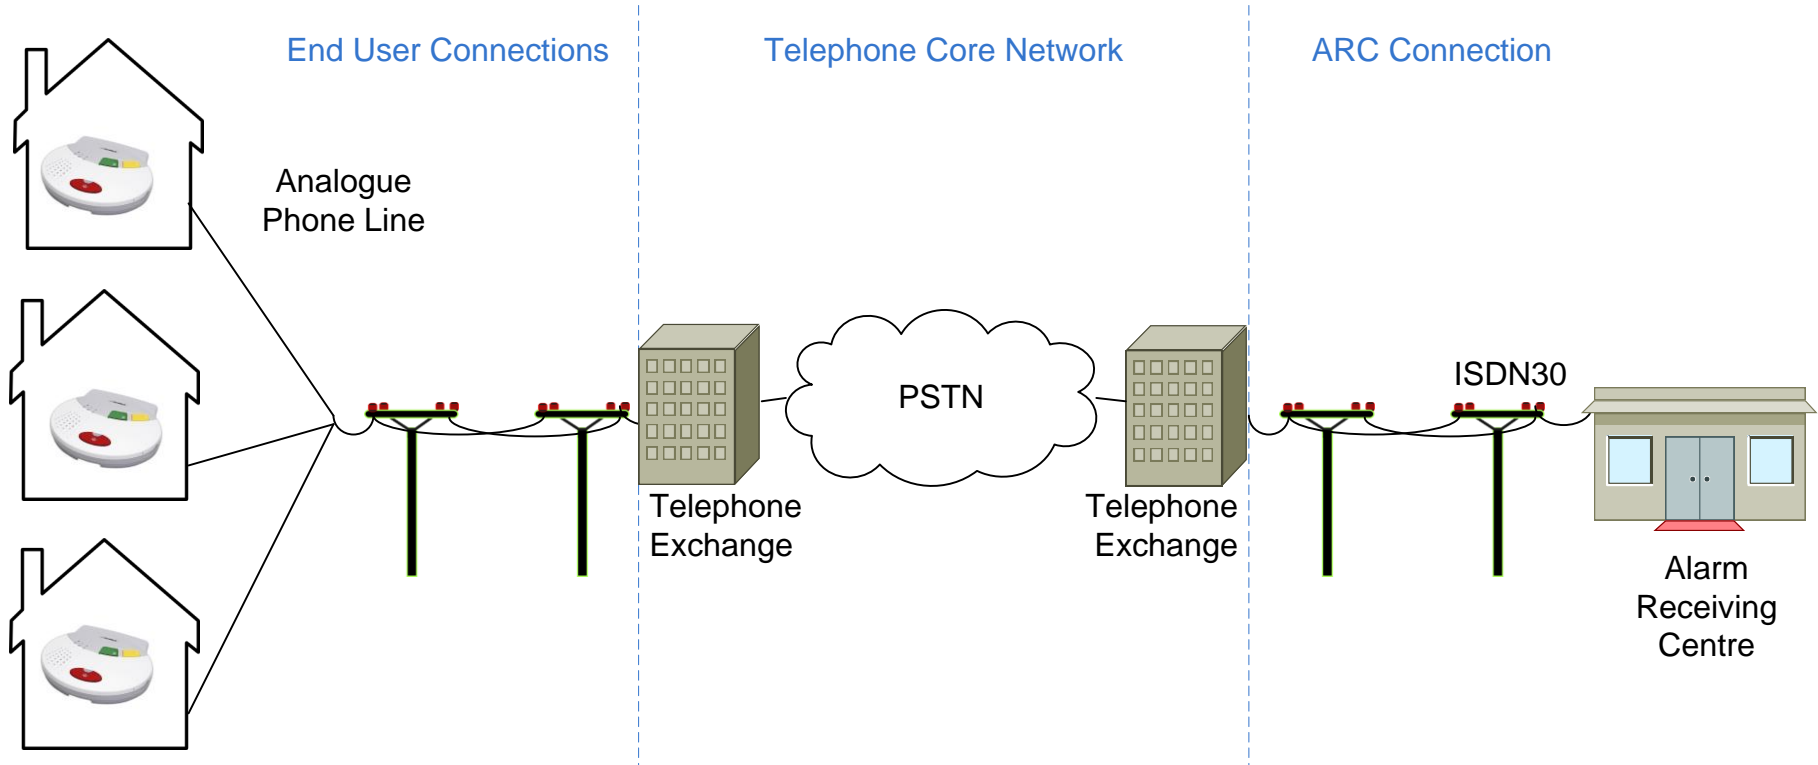 End User Connections
Telephone Core Network
ARC Connection
Analogue
Phone Line
PSTN
ISDN30
Telephone
Exchange
Telephone
Exchange
Alarm
Receiving
Centre